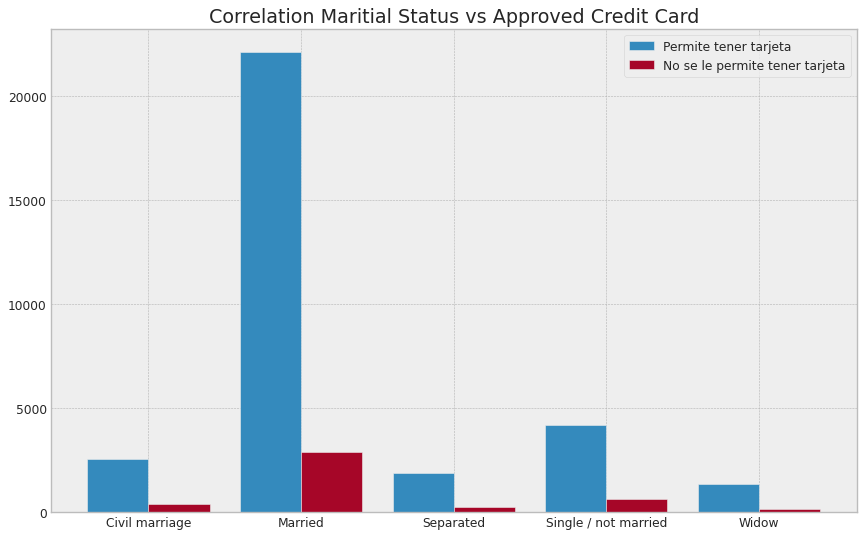 Correlation Maritial Status vs Approved Credit Card
Permite tener tarjeta
No se le permite tener tarjeta
20000
15000
10000
5000
0
Civil marriage
Married
Separated
Single / not married
Widow